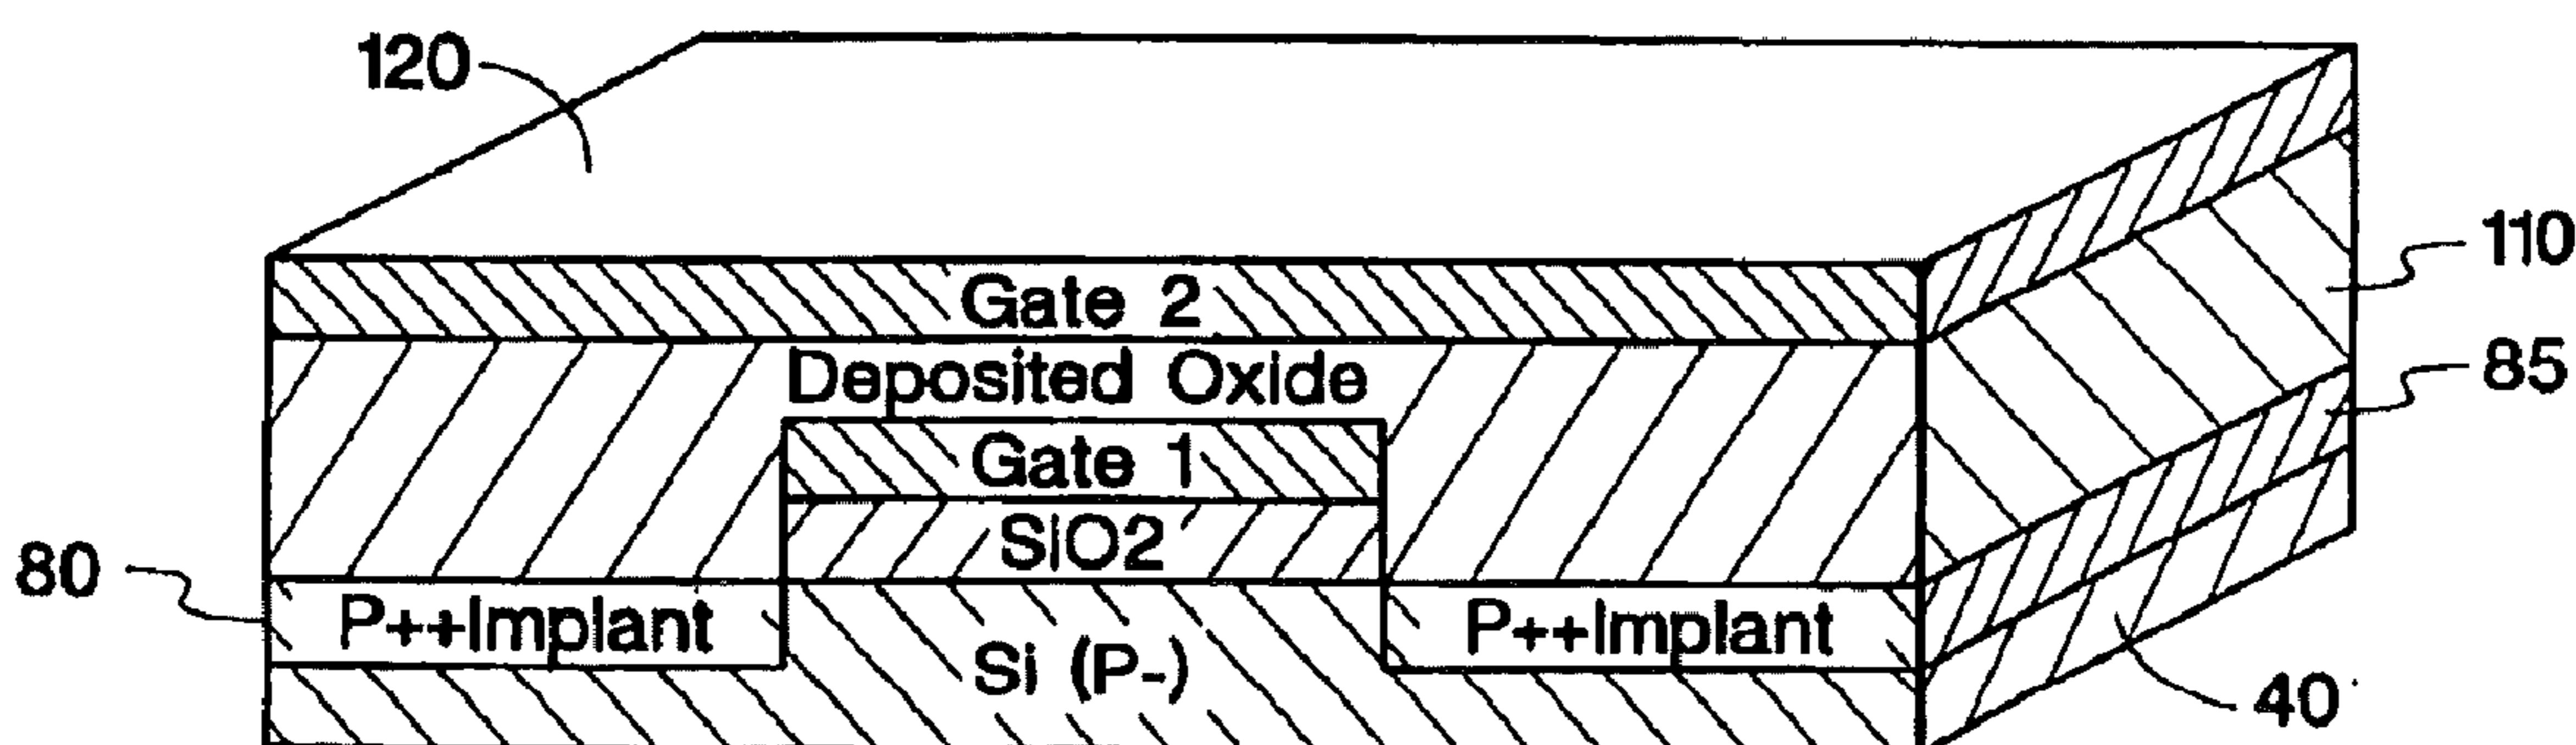 120
110
Gate 2
Deposited Oxide
85
Gate 1
SiO2
80
P++Implant
P++Implant
Si (P-)
40